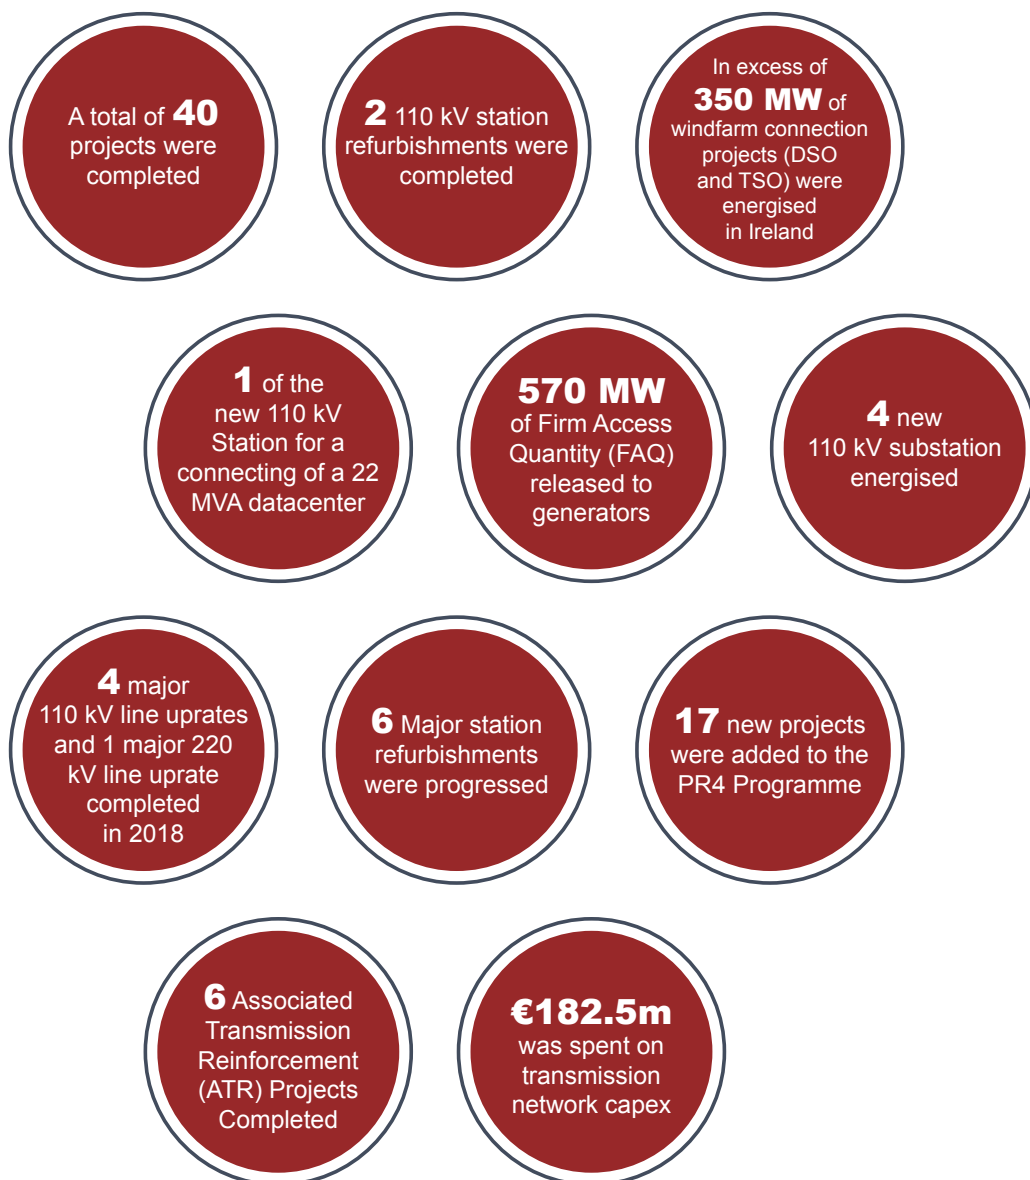 A total of 40
projects were
completed
2 110 kV station
refurbishments were
completed
In excess of
350 MW of
windfarm connection
projects (DSO
and TSO) were
energised
in Ireland
1 of the
new 110 kV
Station for a
connecting of a 22
MVA datacenter
570 MW
of Firm Access
Quantity (FAQ)
released to
generators
4 new
110 kV substation
energised
4 major
110 kV line uprates
and 1 major 220
kV line uprate
completed
in 2018
6 Major station
refurbishments
were progressed
17 new projects
were added to the
PR4 Programme
6 Associated
Transmission
Reinforcement
(ATR) Projects
Completed
€182.5m
was spent on
transmission
network capex